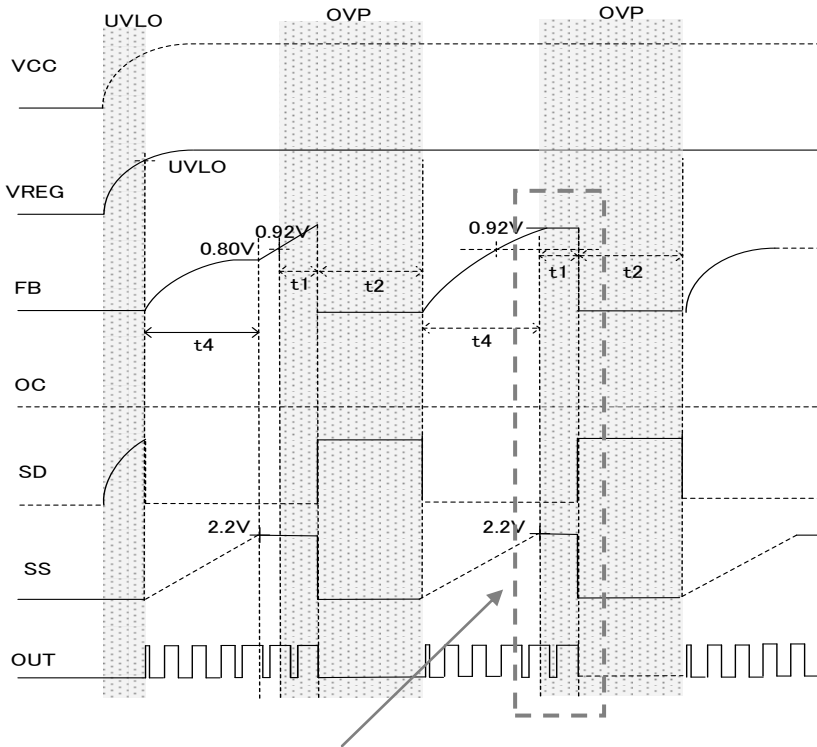 UVLO
OVP
OVP
VCC
UVLO
VREG
0.92V
0.92V
0.80V
FB
t1
t2
t1
t2
t4
t4
OC
SD
2.2V
2.2V
SS
OUT